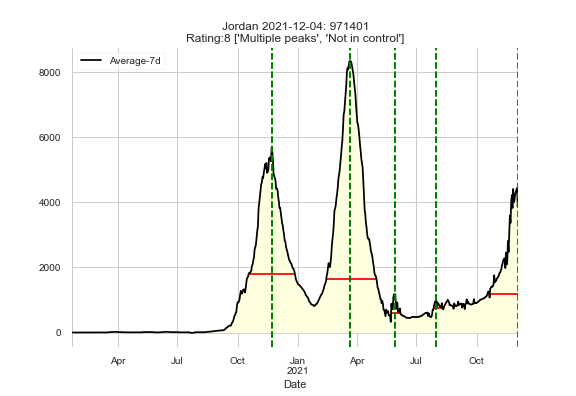 Jordan 2021-12-04: 971401
Rating:8 ['Multiple peaks', 'Not in control']
Average-7d
8000
6000
4000
2000
0
Apr
Jul
Oct
Jan
2021
Apr
Jul
Oct
Date